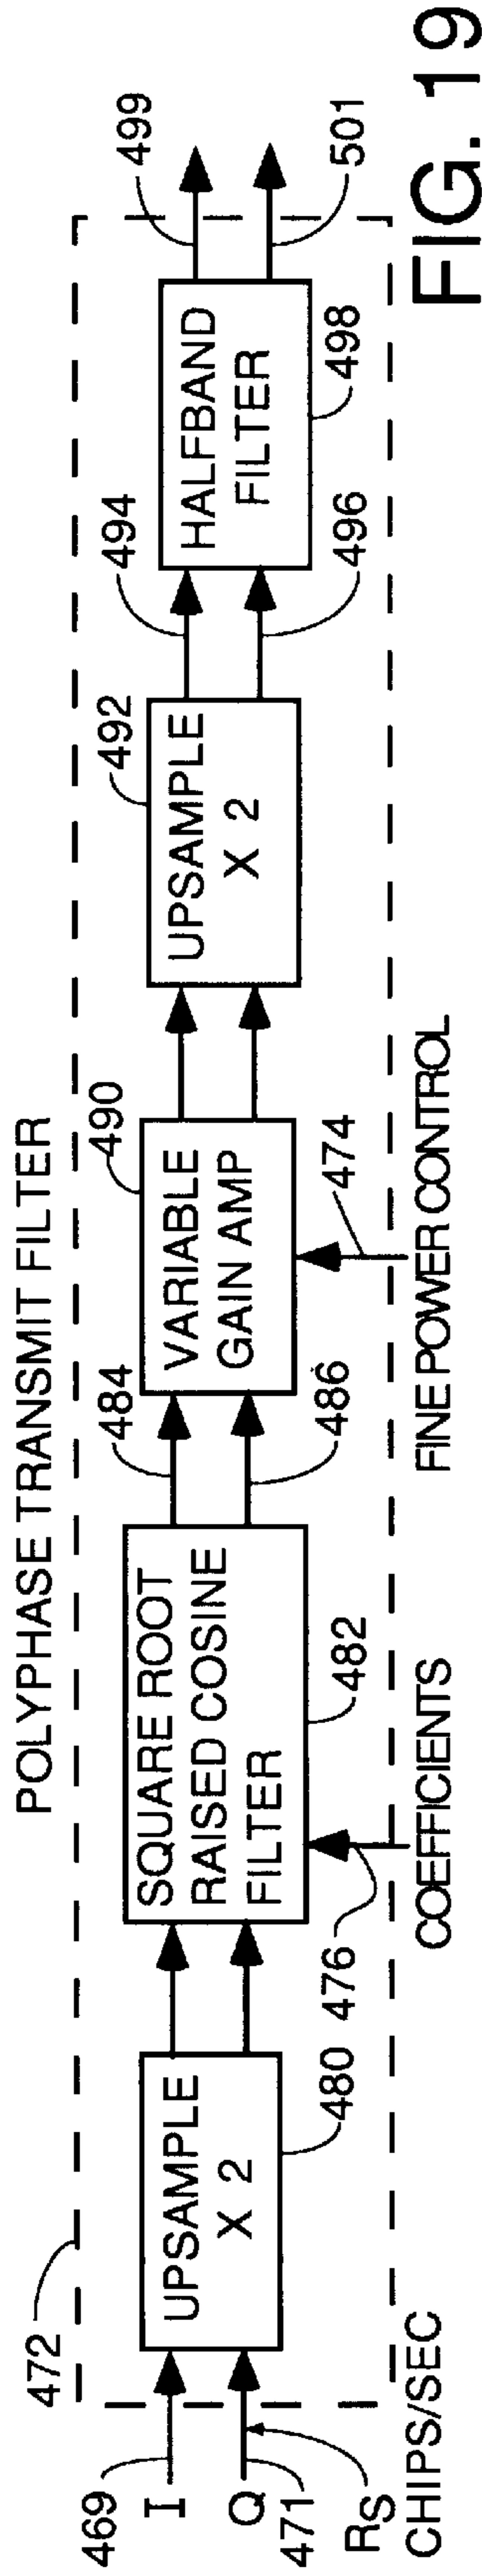 POLYPHASE TRANSMIT FILTER
472
469
I
Q
471
RS
CHIPS/SEC
UPSAMPLE
X 2
480
SQUARE ROOT
RAISED COSINE
FILTER
482
476
COEFFICIENTS
484
486
VARIABLE
GAIN AMP
490
474
FINE POWER CONTROL
UPSAMPLE
X 2
492
494
496
HALFBAND
FILTER
498
499
501
FIG. 19